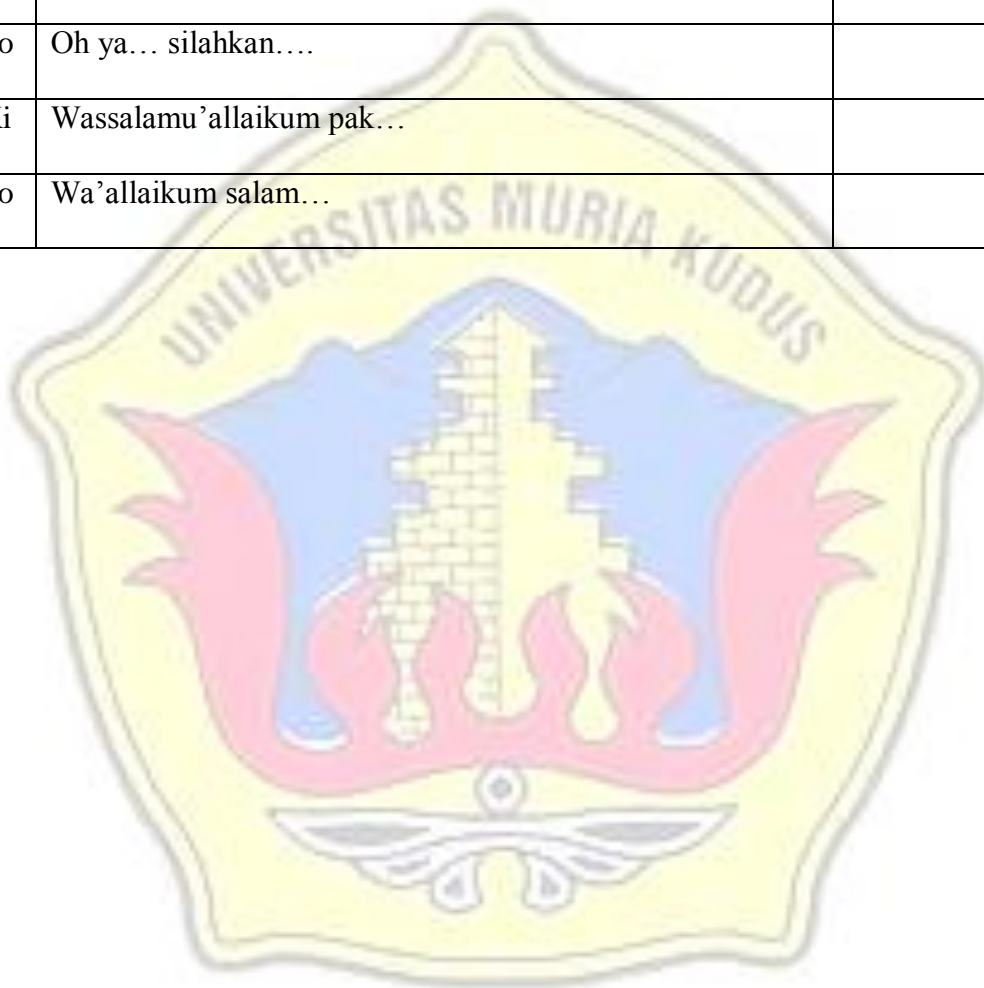 o Oh ya… silahkan….
i Wassalamu’allaikum pak…
o Wa’allaikum salam…
UNIVERSITAS MURIA KUDUS